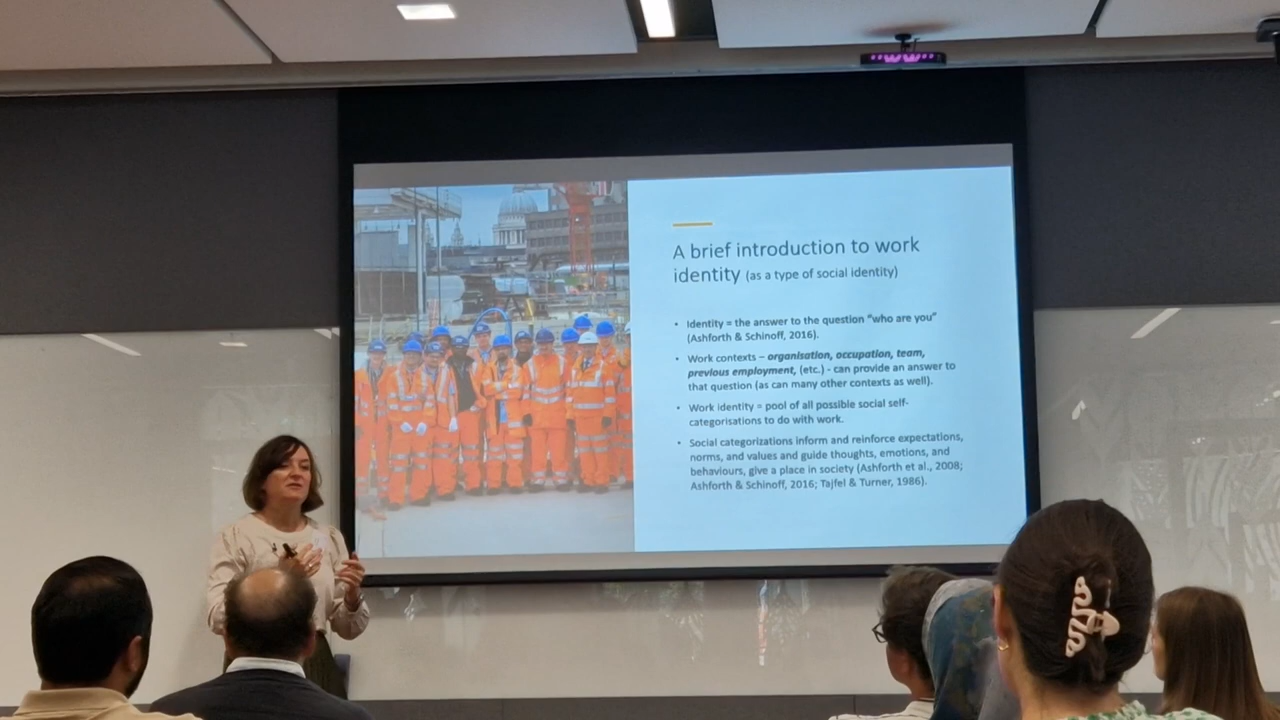 A brief introduction to work
identity (as a type of social identity)
• Identity = the answer to the question "who are you"
(Ashforth & Schinoff, 2016).
• Work contexts – organisation, occupation, team,
previous employment, (etc.) - can provide an answer to
that question (as can many other contexts as well).
• Work identity = pool of all possible social self-
categorisations to do with work.
• Social categorizations inform and reinforce expectations,
norms, and values and guide thoughts, emotions, and
behaviours, give a place in society (Ashforth et al., 2008;
Ashforth & Schinoff, 2016; Tajfel & Turner, 1986).